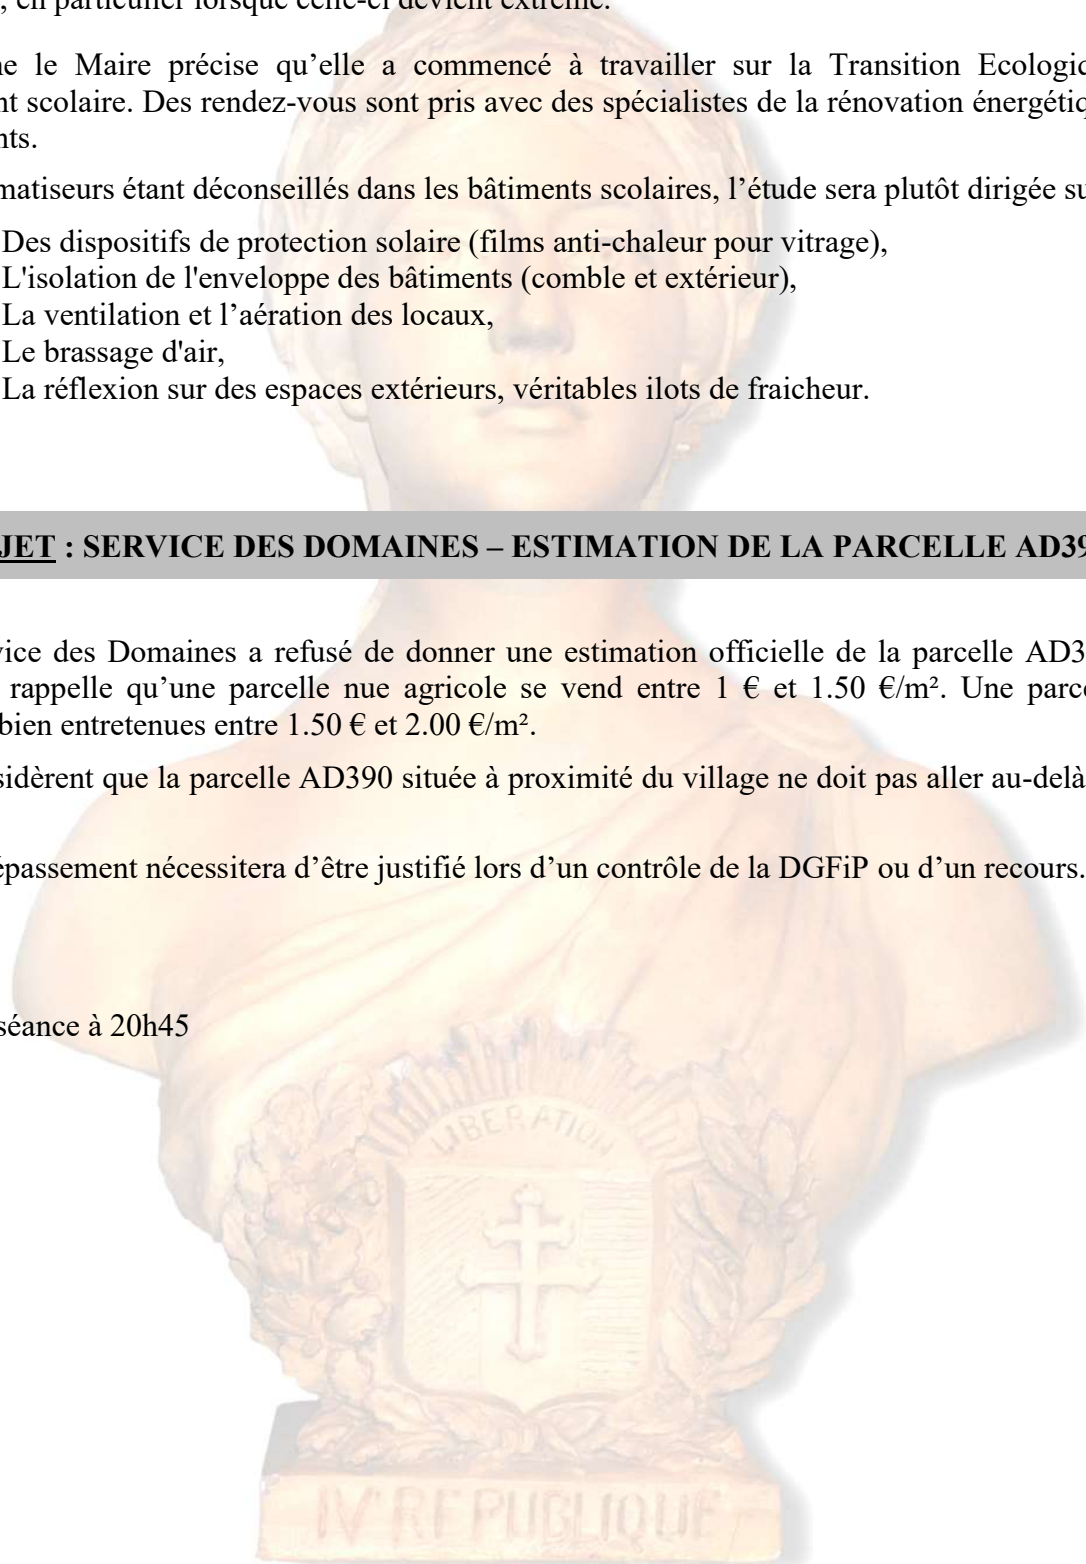 , en particulier lorsque celle-ci devient extrême.
ne le Maire précise qu’elle a commencé à travailler sur la Transition Ecologic
nt scolaire. Des rendez-vous sont pris avec des spécialistes de la rénovation énergétiq
nts.
matiseurs étant déconseillés dans les bâtiments scolaires, l’étude sera plutôt dirigée su
Des dispositifs de protection solaire (films anti-chaleur pour vitrage),
L'isolation de l'enveloppe des bâtiments (comble et extérieur),
La ventilation et l’aération des locaux,
Le brassage d'air,
La réflexion sur des espaces extérieurs, véritables ilots de fraicheur.
JET : SERVICE DES DOMAINES – ESTIMATION DE LA PARCELLE AD39
vice des Domaines a refusé de donner une estimation officielle de la parcelle AD3
rappelle qu’une parcelle nue agricole se vend entre 1 € et 1.50 €/m². Une parce
bien entretenues entre 1.50 € et 2.00 €/m².
sidèrent que la parcelle AD390 située à proximité du village ne doit pas aller au-delà
épassement nécessitera d’être justifié lors d’un contrôle de la DGFiP ou d’un recours.
séance à 20h45
LIBERATION
IV REPUBLIQUE